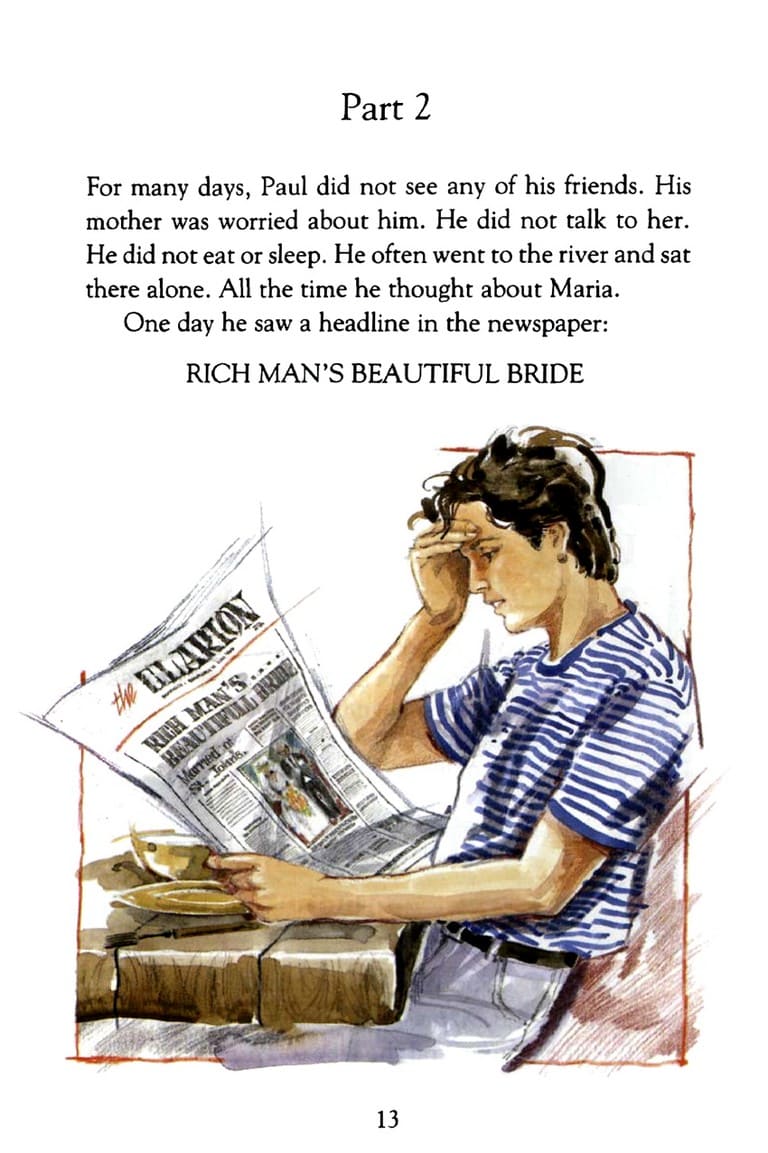 Part 2
For many days, Paul did not see any of his friends. His
mother was worried about him. He did not talk to her.
He did not eat or sleep. He often went to the river and sat
there alone. All the time he thought about Maria.
One day he saw a headline in the newspaper:
RICH MAN'S BEAUTIFUL BRIDE
the CLARION
RICH MAN'S
BEAUTIFUL BRIDE
Married at
St. Johns.
13